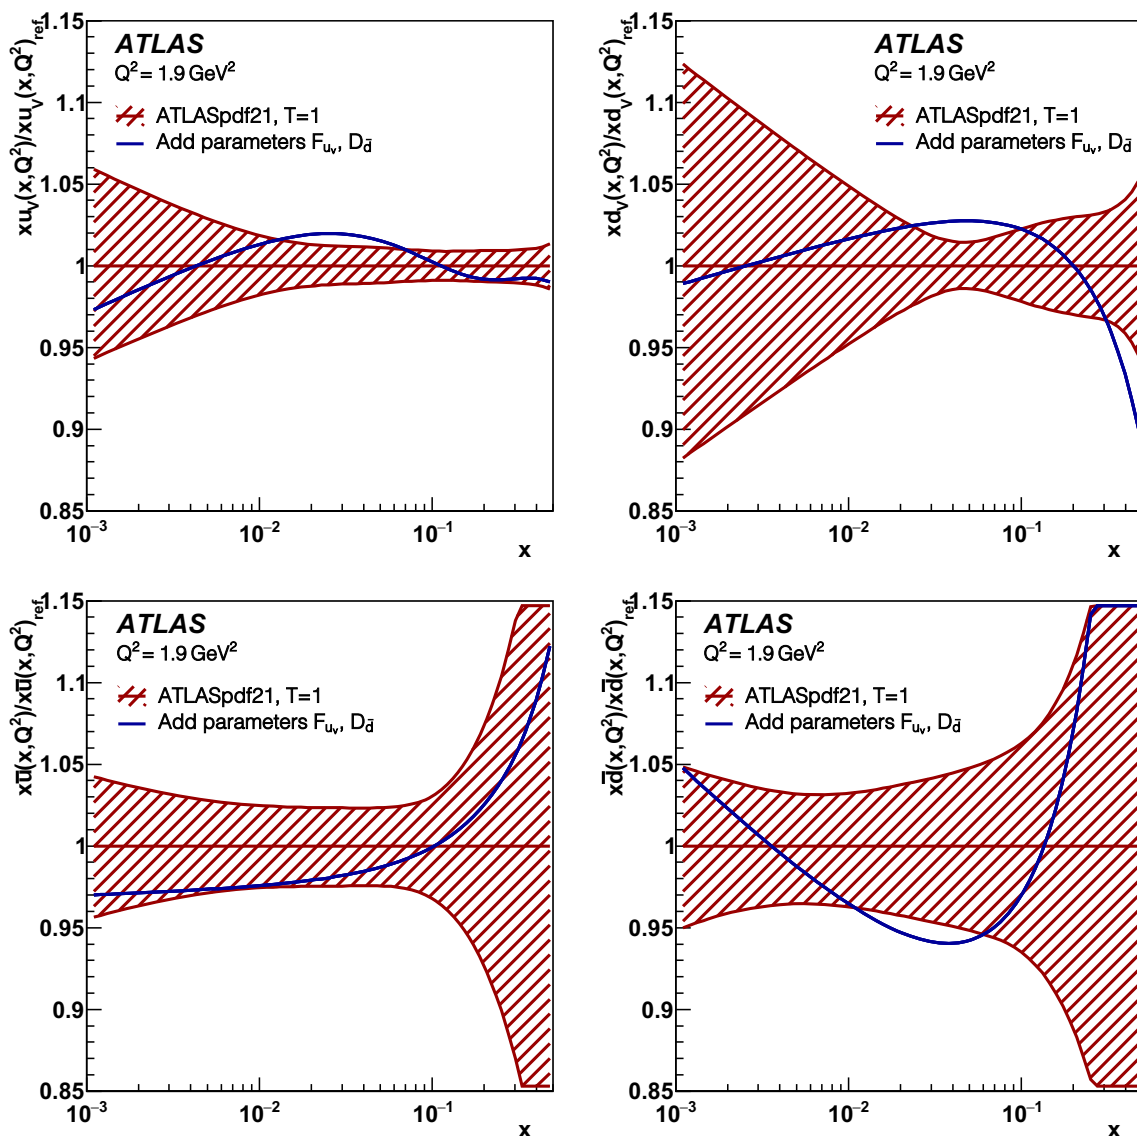 xu_V(x,Q²)/xu_V(x,Q²)_ref
ATLAS
Q² = 1.9 GeV²
ATLASpdf21, T=1
Add parameters F_{u_v}, D_{d̄}
1.15
1.1
1.05
1
0.95
0.9
0.85
10⁻³
10⁻²
10⁻¹
x
xd_V(x,Q²)/xd_V(x,Q²)_ref
ATLAS
Q² = 1.9 GeV²
ATLASpdf21, T=1
Add parameters F_{u_v}, D_{d̄}
1.15
1.1
1.05
1
0.95
0.9
0.85
10⁻³
10⁻²
10⁻¹
x
xū(x,Q²)/xū(x,Q²)_ref
ATLAS
Q² = 1.9 GeV²
ATLASpdf21, T=1
Add parameters F_{u_v}, D_{d̄}
1.15
1.1
1.05
1
0.95
0.9
0.85
10⁻³
10⁻²
10⁻¹
x
xd̄(x,Q²)/xd̄(x,Q²)_ref
ATLAS
Q² = 1.9 GeV²
ATLASpdf21, T=1
Add parameters F_{u_v}, D_{d̄}
1.15
1.1
1.05
1
0.95
0.9
0.85
10⁻³
10⁻²
10⁻¹
x